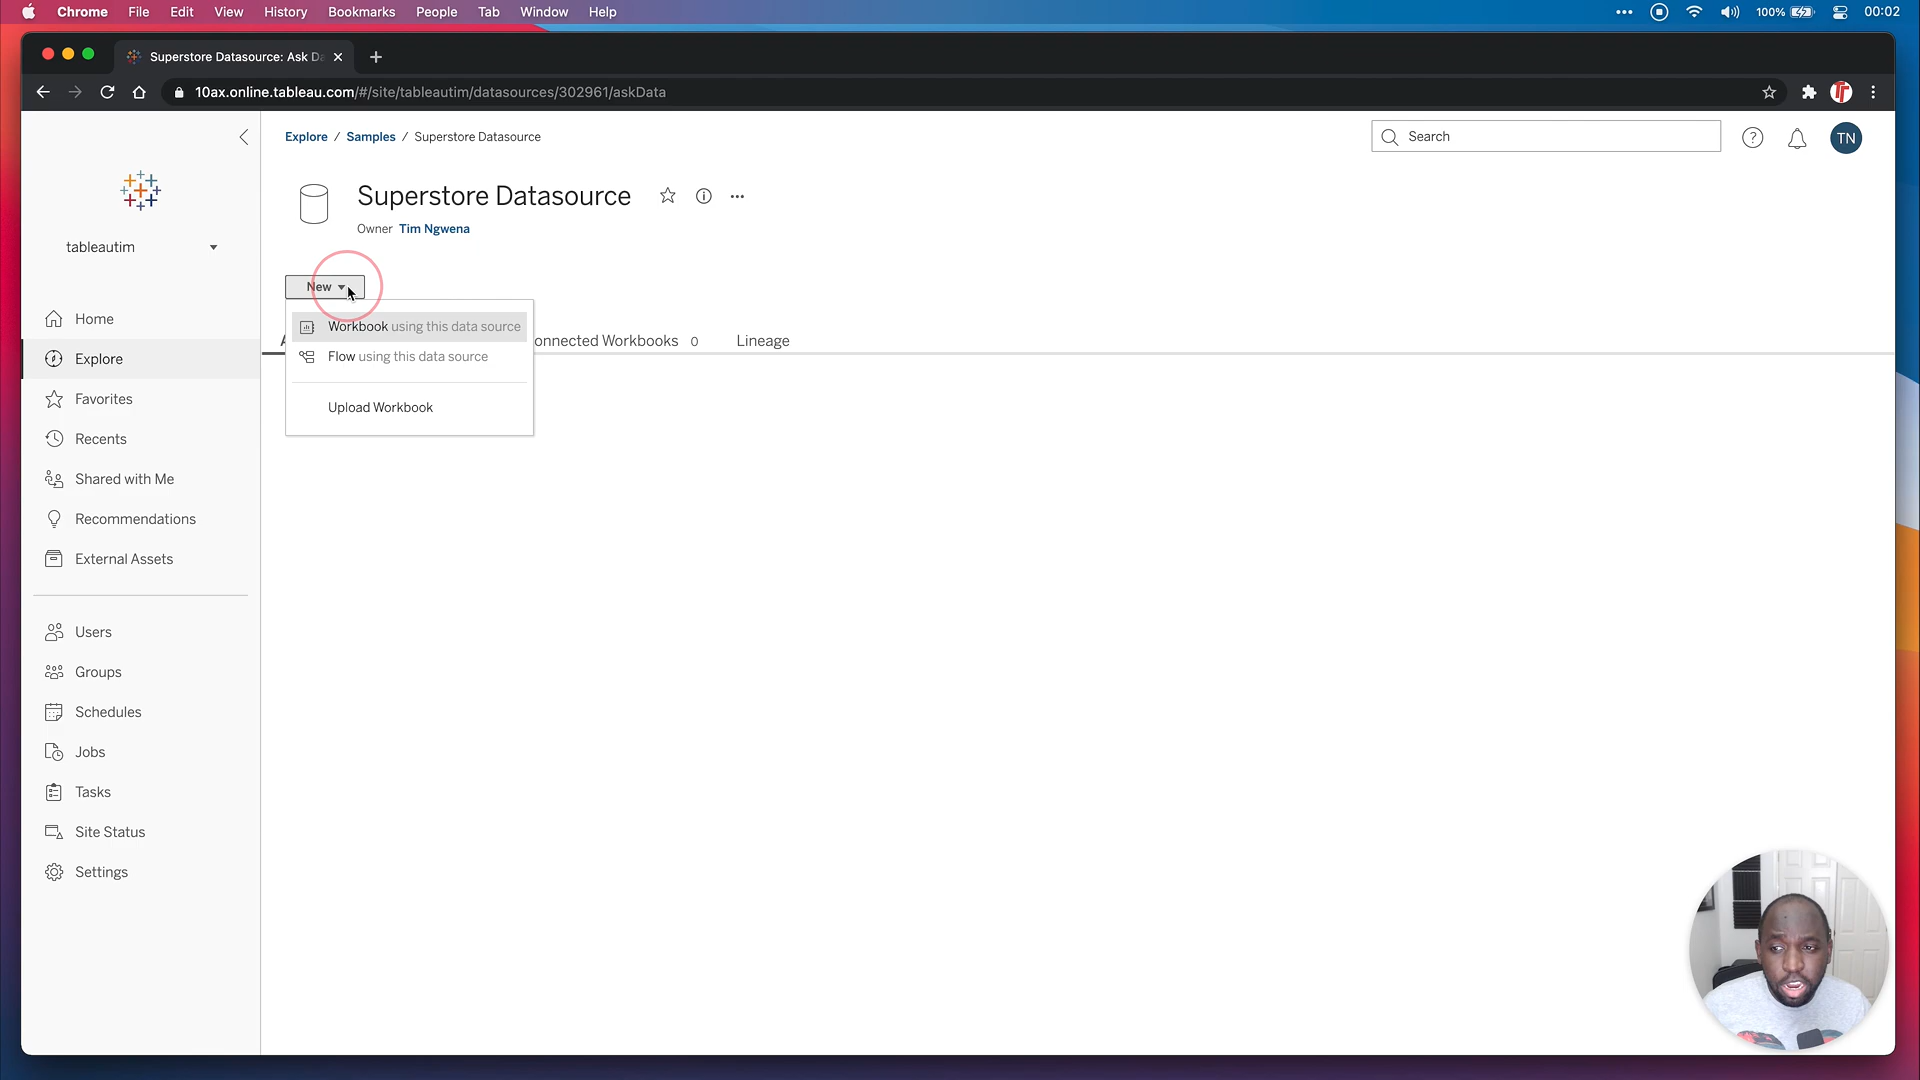 Chrome File Edit View History Bookmarks People Tab Window Help
100% 00:02
Superstore Datasource: Ask Da
10ax.online.tableau.com/#/site/tableautim/datasources/302961/askData
Explore / Samples / Superstore Datasource
Search
TN
Superstore Datasource
Owner Tim Ngwena
tableautim
New
Workbook using this data source
Flow using this data source
Upload Workbook
onnected Workbooks 0
Lineage
Home
Explore
Favorites
Recents
Shared with Me
Recommendations
External Assets
Users
Groups
Schedules
Jobs
Tasks
Site Status
Settings